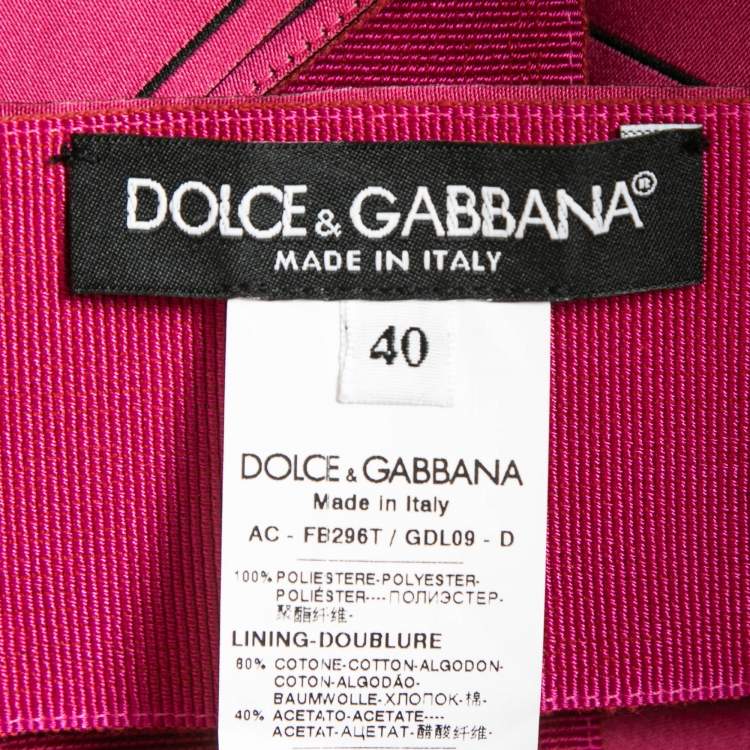 DOLCE & GABBANA®
MADE IN ITALY
40
DOLCE & GABBANA
Made in Italy
AC - FB296T / GDL09 - D
100% POLIESTERE-POLYESTER-
POLIÉSTER----ПОЛИЭСТЕР-
聚酯纤维-
LINING-DOUBLURE
60% COTONE-COTTON-ALGODON-
COTON-ALGODÃO-
BAUMWOLLE-ХЛОПОК-棉-
40% ACETATO-ACETATE----
ACETAT-АЦЕТАТ-醋酸纤维-